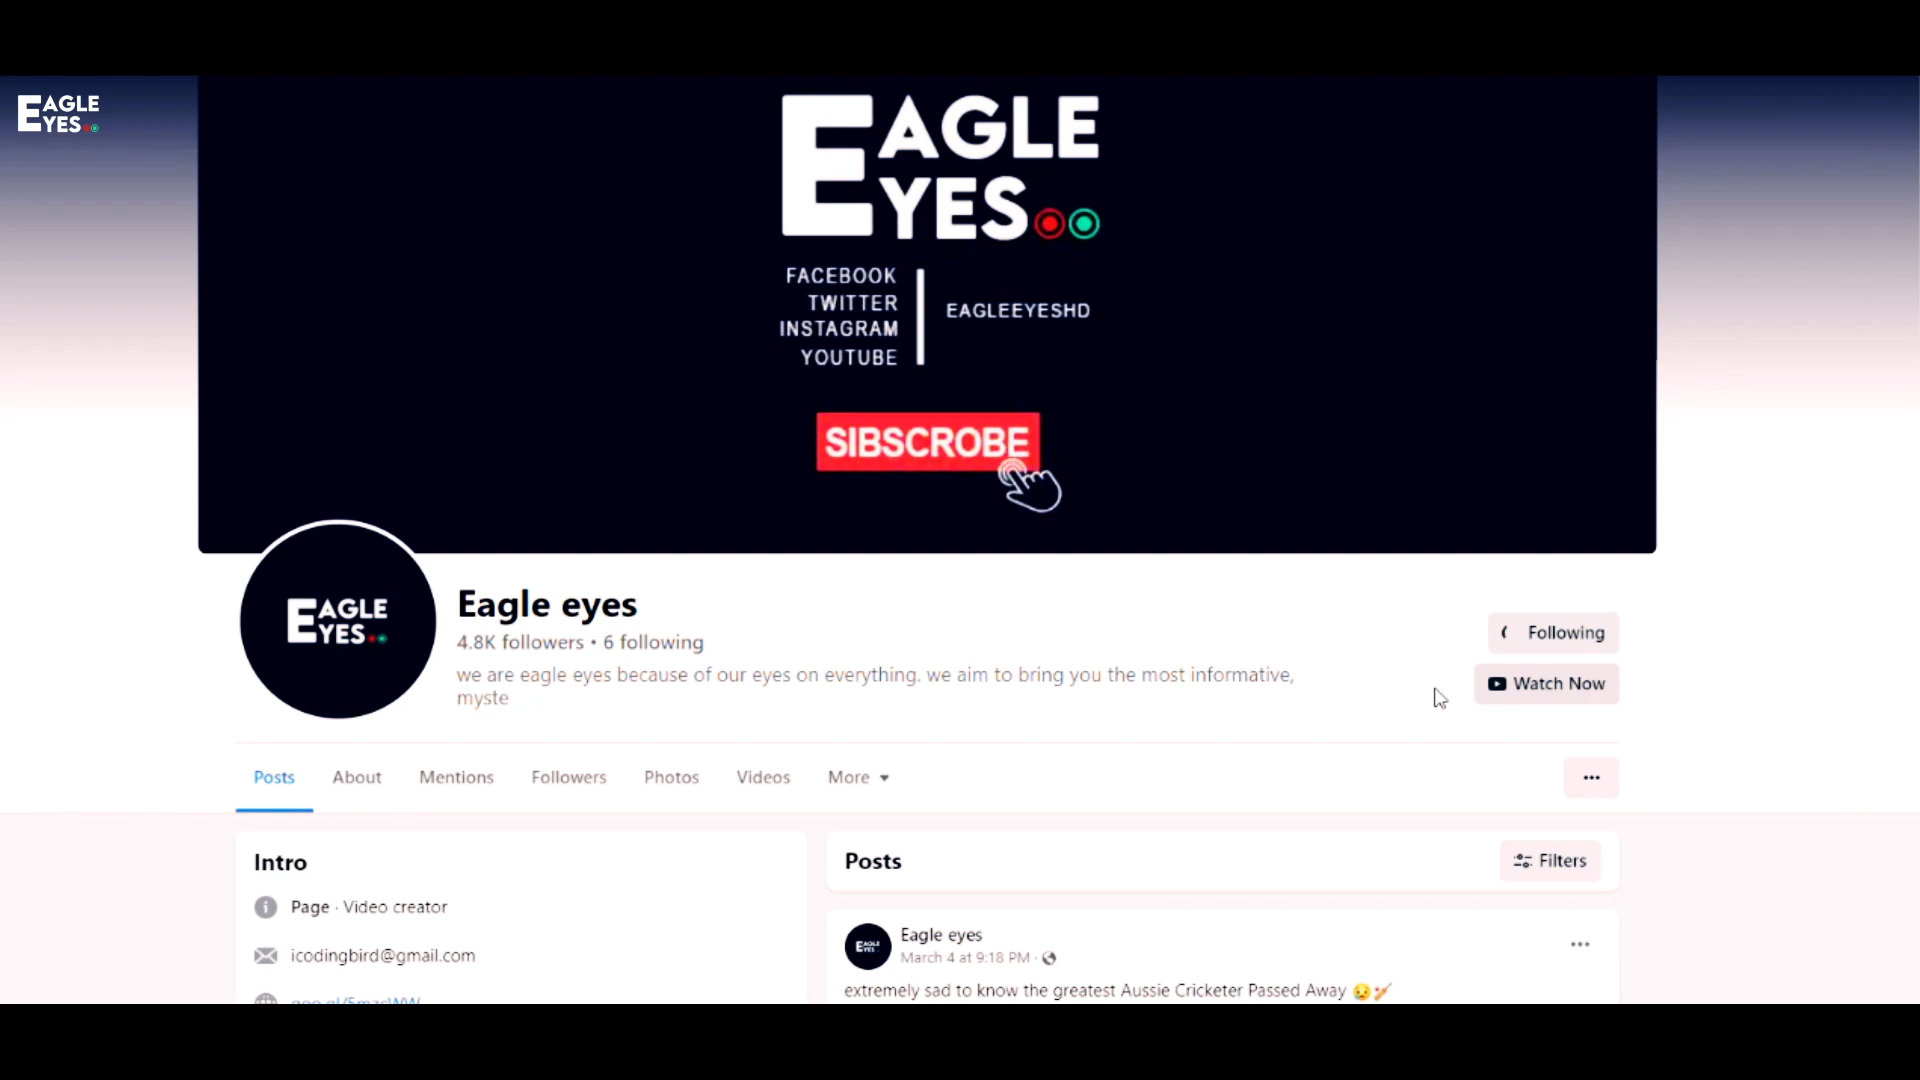 EAGLE
YES
EAGLE
YES
FACEBOOK
TWITTER
INSTAGRAM
YOUTUBE
EAGLEEYESHD
SIBSCROBE
EAGLE
YES
Eagle eyes
4.8K followers • 6 following
we are eagle eyes because of our eyes on everything. we aim to bring you the most informative,
myste
Following
Watch Now
Posts
About
Mentions
Followers
Photos
Videos
More
Intro
Page · Video creator
icodingbird@gmail.com
Posts
Filters
EAGLE
YES
Eagle eyes
March 4 at 9:18 PM ·
extremely sad to know the greatest Aussie Cricketer Passed Away 😥🏏